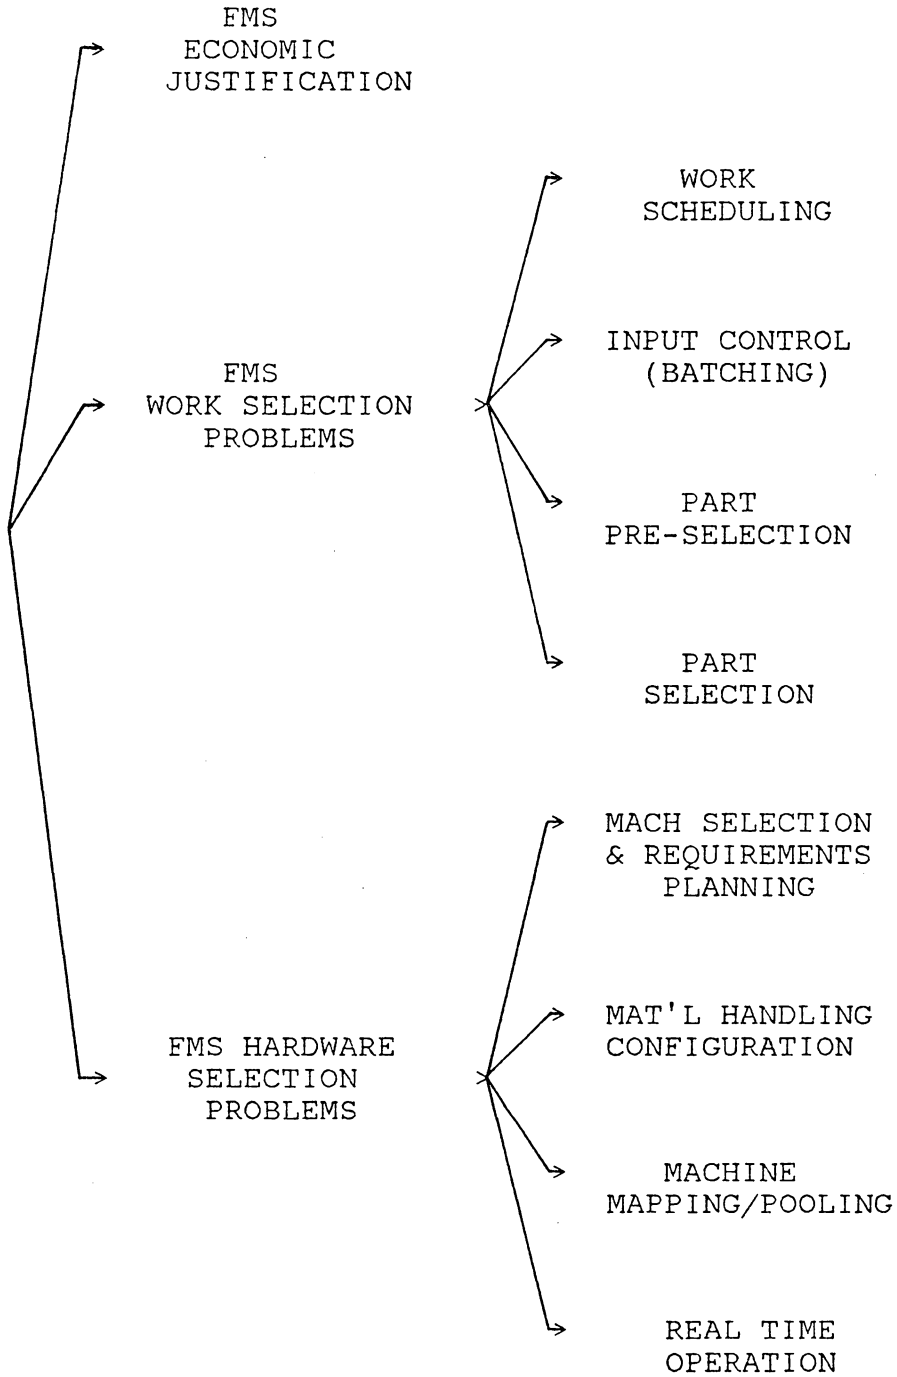 FMS
ECONOMIC
JUSTIFICATION
WORK
SCHEDULING
INPUT CONTROL
(BATCHING)
FMS
WORK SELECTION
PROBLEMS
PART
PRE-SELECTION
PART
SELECTION
MACH SELECTION
& REQUIREMENTS
PLANNING
MAT'L HANDLING
CONFIGURATION
FMS HARDWARE
SELECTION
PROBLEMS
MACHINE
MAPPING/POOLING
REAL TIME
OPERATION